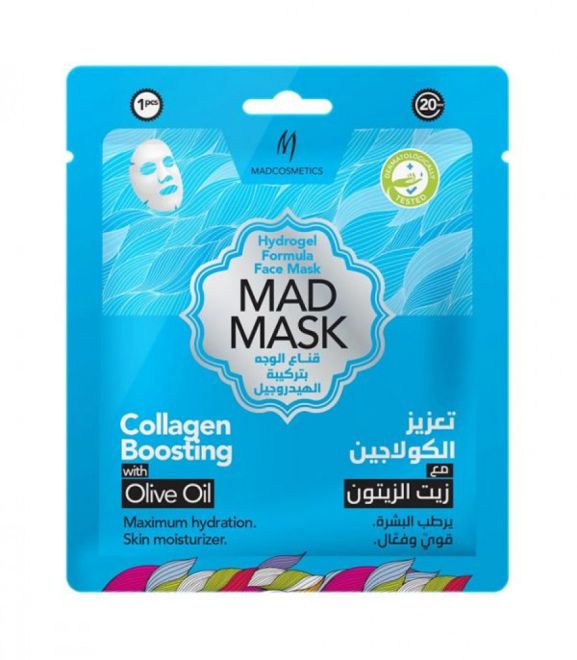 1pcs
20
MADCOSMETICS
DERMATOLOGICALLY
TESTED
Hydrogel
Formula
Face Mask
MAD
MASK
قناع الوجه
بتركيبة
الهيدروجيل
Collagen
Boosting
with
Olive Oil
Maximum hydration.
Skin moisturizer.
تعزيز
الكولاجين
مع
زيت الزيتون
يرطب البشرة.
قويّ وفعّال.